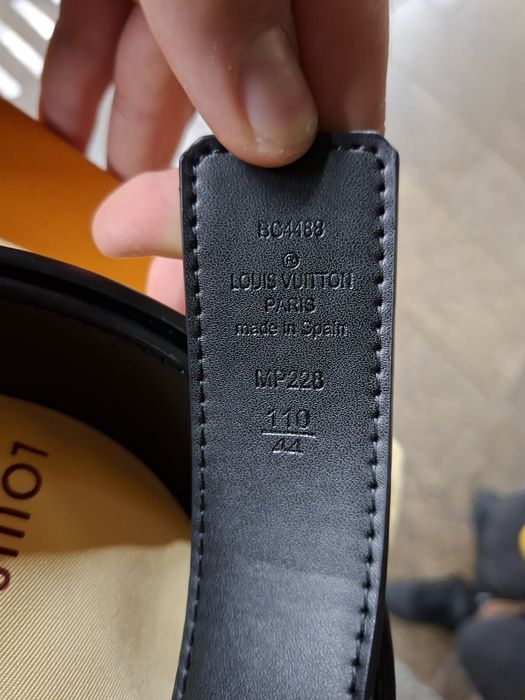 BC4188
®
LOUIS VUITTON
PARIS
made in Spain
MP228
110
44